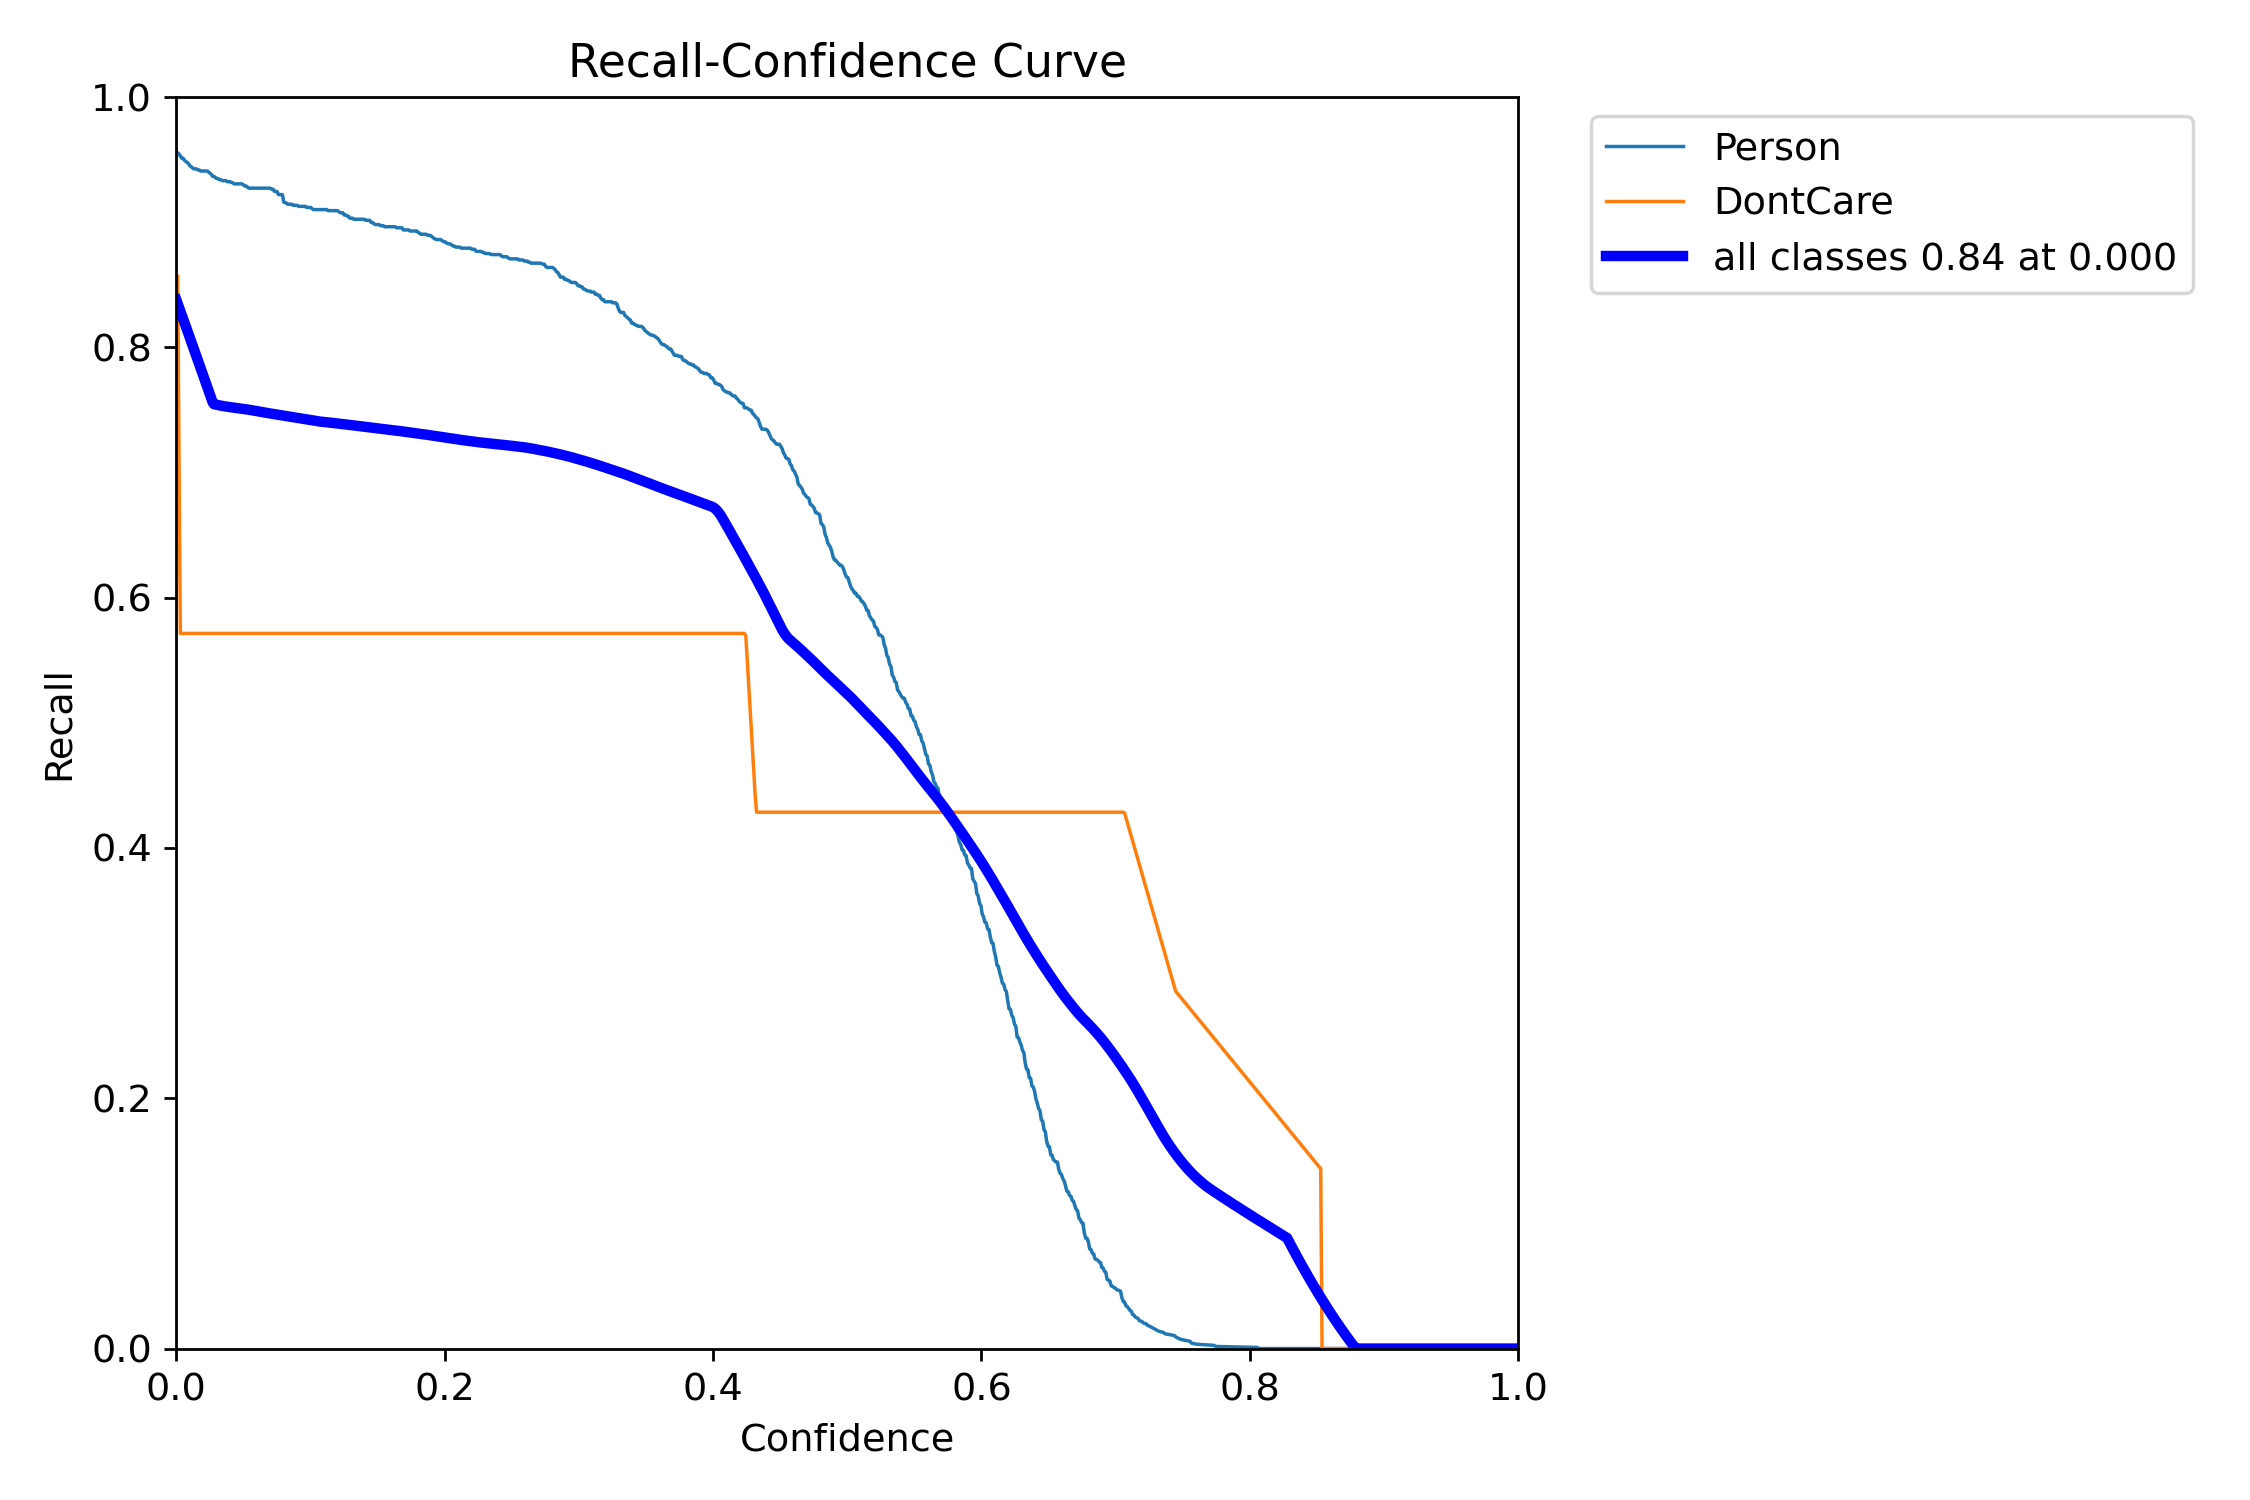 Recall-Confidence Curve
1.0
0.8
0.6
0.4
0.2
0.0
Recall
0.0 0.2 0.4 0.6 0.8 1.0
Confidence
Person
DontCare
all classes 0.84 at 0.000